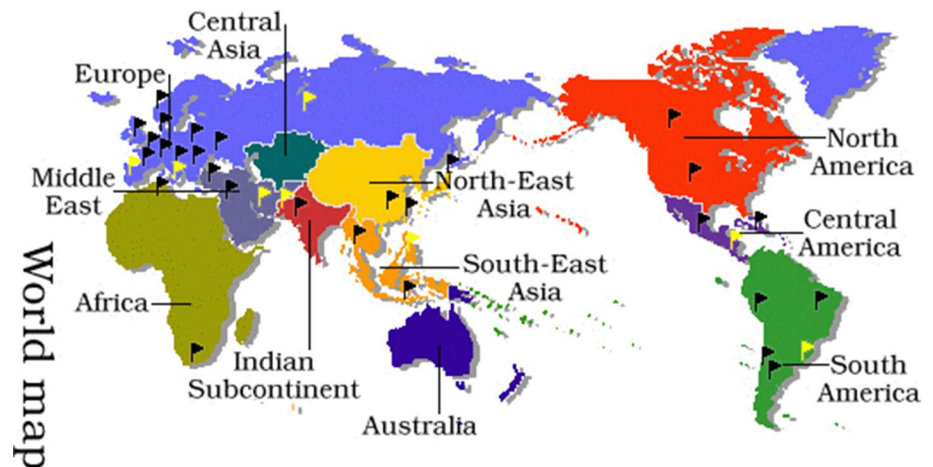 Central
Asia
Europe
Middle
East
North-East
Asia
North
America
Central
America
South-East
Asia
Africa
Indian
Subcontinent
South
America
Australia
World map